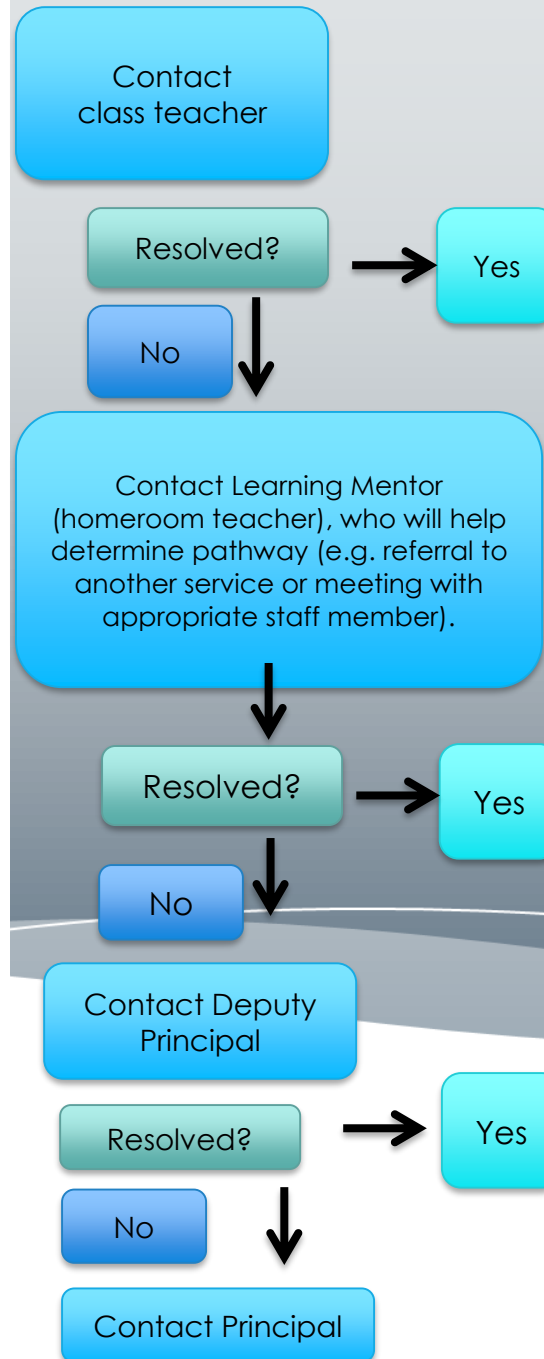 Contact
class teacher
Resolved?
Yes
No
Contact Learning Mentor
(homeroom teacher), who will help
determine pathway (e.g. referral to
another service or meeting with
appropriate staff member).
Resolved?
Yes
No
Contact Deputy
Principal
Resolved?
Yes
No
Contact Principal